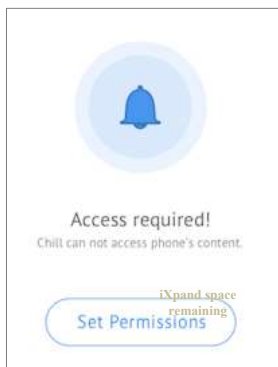 Access required!
Chill can not access phone's content.
iXpand space
remaining
Set Permissions